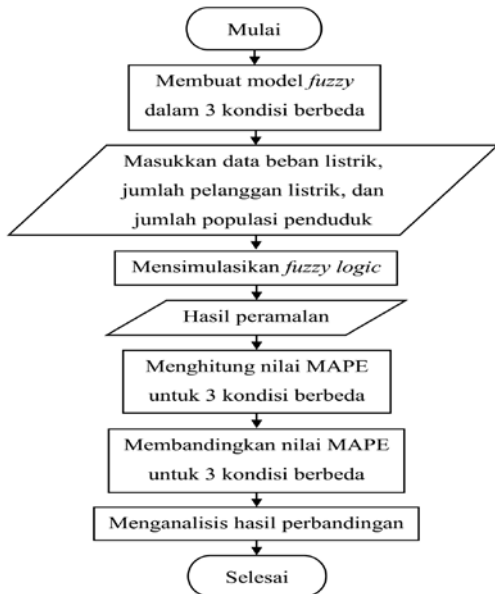 Mulai
Membuat model fuzzy
dalam 3 kondisi berbeda
Masukkan data beban listrik,
jumlah pelanggan listrik, dan
jumlah populasi penduduk
Mensimulasikan fuzzy logic
Hasil peramalan
Menghitung nilai MAPE
untuk 3 kondisi berbeda
Membandingkan nilai MAPE
untuk 3 kondisi berbeda
Menganalisis hasil perbandingan
Selesai